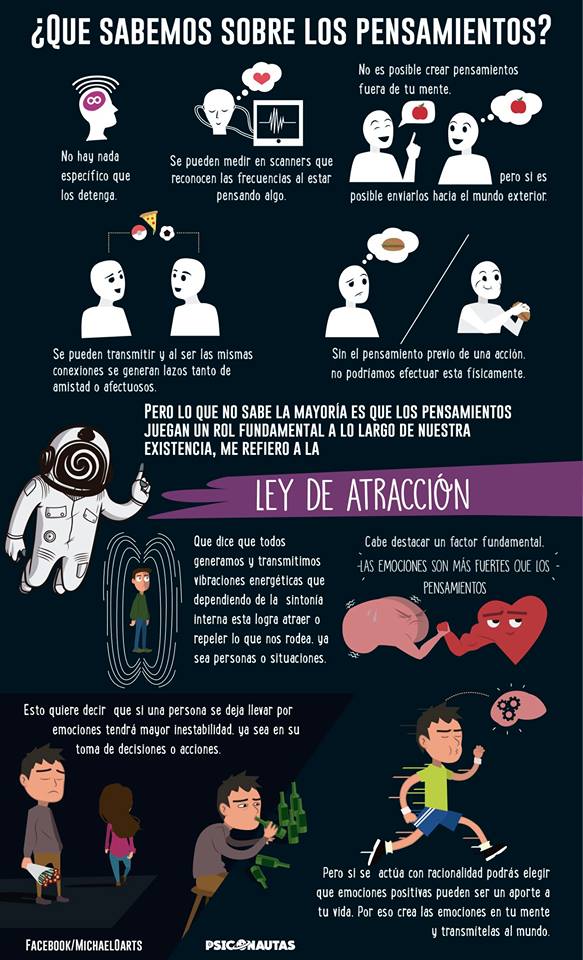 ¿QUE SABEMOS SOBRE LOS PENSAMIENTOS?
No hay nada
específico que
los detenga.
Se pueden medir en scanners que
reconocen las frecuencias al estar
pensando algo.
No es posible crear pensamientos
fuera de tu mente.
pero si es
posible enviarlos hacia el mundo exterior.
Se pueden transmitir y al ser las mismas
conexiones se generan lazos tanto de
amistad o afectuosos.
Sin el pensamiento previo de una acción.
no podríamos efectuar esta físicamente.
PERO LO QUE NO SABE LA MAYORÍA ES QUE LOS PENSAMIENTOS
JUEGAN UN ROL FUNDAMENTAL A LO LARGO DE NUESTRA
EXISTENCIA, ME REFIERO A LA
LEY DE ATRACCIÓN
Que dice que todos
generamos y transmitimos
vibraciones energéticas que
dependiendo de la sintonía
interna esta logra atraer o
repeler lo que nos rodea. ya
sea personas o situaciones.
Cabe destacar un factor fundamental.
-LAS EMOCIONES SON MÁS FUERTES QUE LOS -
PENSAMIENTOS
Esto quiere decir que si una persona se deja llevar por
emociones tendrá mayor inestabilidad. ya sea en su
toma de decisiones o acciones.
Pero si se actúa con racionalidad podrás elegir
que emociones positivas pueden ser un aporte a
tu vida. Por eso crea las emociones en tu mente
y transmítelas al mundo.
FACEBOOK/MICHAELOARTS
PSICONAUTAS